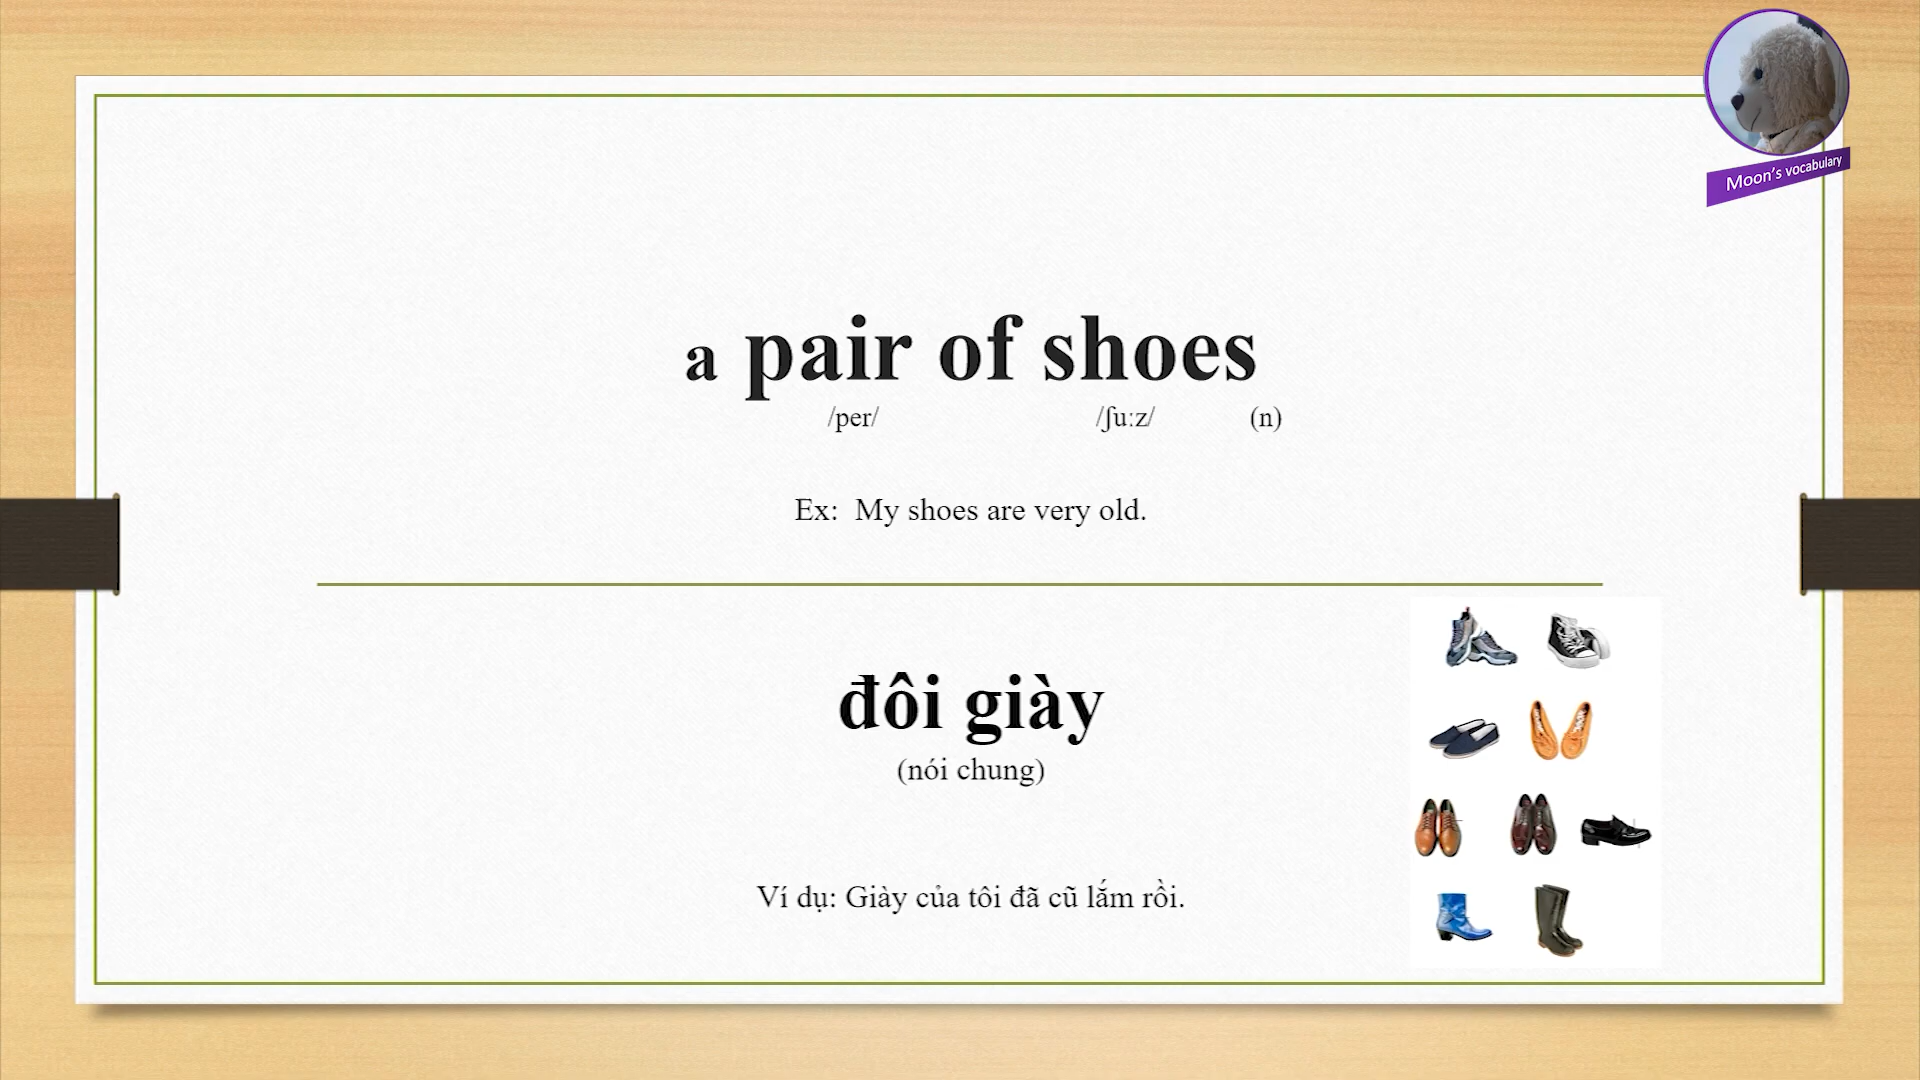 Moon's vocabulary
a pair of shoes
/per/ /ʃuːz/ (n)
Ex: My shoes are very old.
đôi giày
(nói chung)
Ví dụ: Giày của tôi đã cũ lắm rồi.